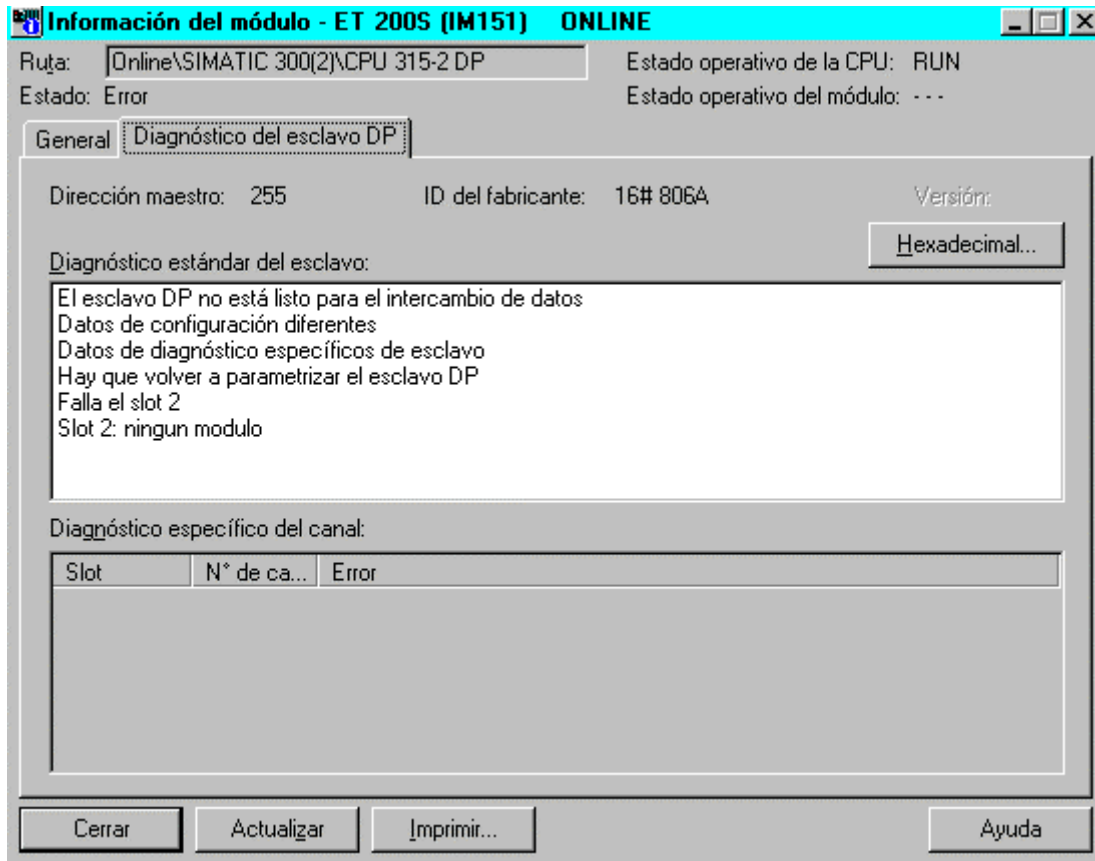 Información del módulo - ET 200S (IM151) ONLINE
Ruta: Online\SIMATIC 300(2)\CPU 315-2 DP Estado operativo de la CPU: RUN
Estado: Error Estado operativo del módulo: - - -
General Diagnóstico del esclavo DP
Dirección maestro: 255 ID del fabricante: 16# 806A Versión:
Hexadecimal...
Diagnóstico estándar del esclavo:
El esclavo DP no está listo para el intercambio de datos
Datos de configuración diferentes
Datos de diagnóstico específicos de esclavo
Hay que volver a parametrizar el esclavo DP
Falla el slot 2
Slot 2: ningun modulo
Diagnóstico específico del canal:
Slot N° de ca... Error
Cerrar Actualizar Imprimir... Ayuda